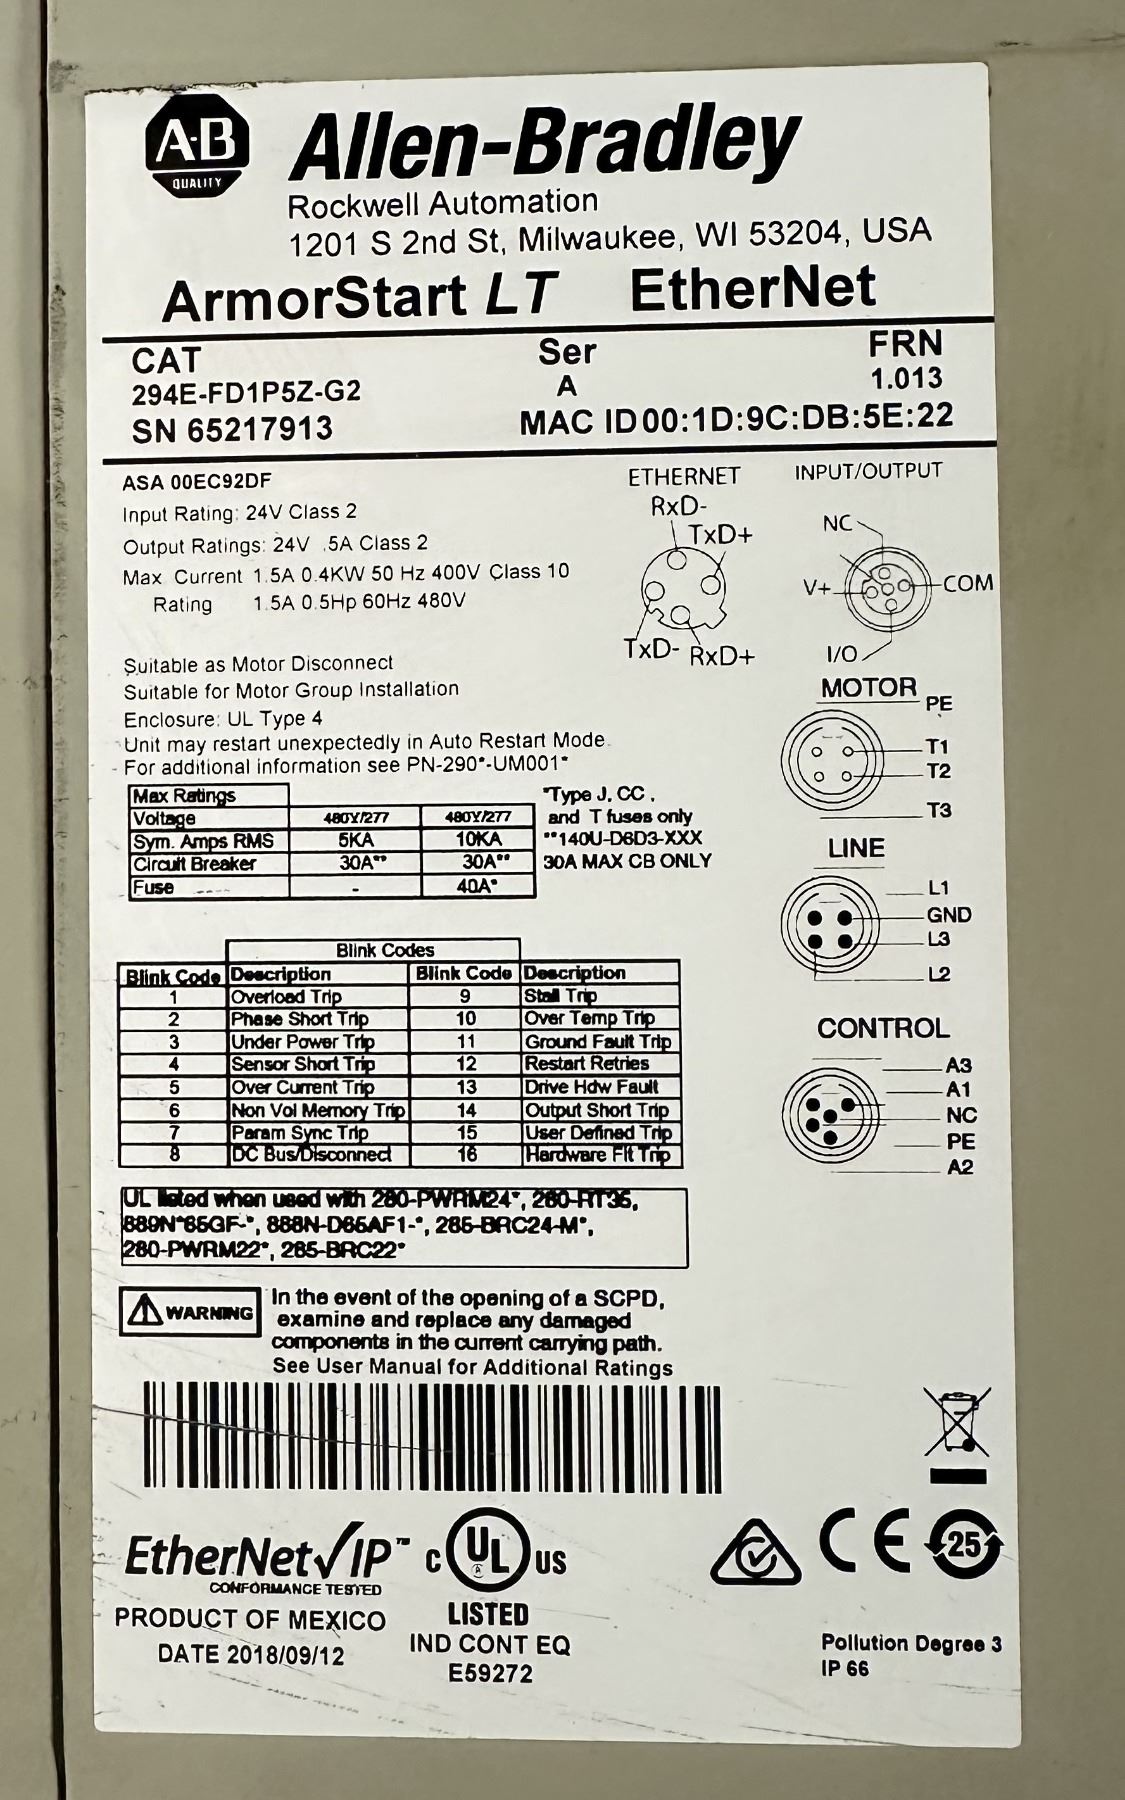 A-B
QUALITY
Allen-Bradley
Rockwell Automation
1201 S 2nd St, Milwaukee, WI 53204, USA
ArmorStart LT EtherNet
CAT Ser FRN
294E-FD1P5Z-G2 A 1.013
SN 65217913 MAC ID00:1D:9C:DB:5E:22
ASA 00EC92DF
Input Rating: 24V Class 2
Output Ratings: 24V .5A Class 2
Max Current 1.5A 0.4KW 50 Hz 400V Class 10
Rating 1.5A 0.5Hp 60Hz 480V
ETHERNET
RxD-
TxD+
TxD- RxD+
INPUT/OUTPUT
NC
V+ COM
I/O
Suitable as Motor Disconnect
Suitable for Motor Group Installation
Enclosure: UL Type 4
Unit may restart unexpectedly in Auto Restart Mode.
For additional information see PN-290*-UM001*
MOTOR
PE
T1
T2
T3
Max Ratings
Voltage 480Y/277 480Y/277
Sym. Amps RMS 5KA 10KA
Circuit Breaker 30A** 30A**
Fuse - 40A*
*Type J, CC,
and T fuses only
**140U-D6D3-XXX
30A MAX CB ONLY
LINE
L1
GND
L3
L2
Blink Codes
Blink Code Description Blink Code Description
1 Overload Trip 9 Stall Trip
2 Phase Short Trip 10 Over Temp Trip
3 Under Power Trip 11 Ground Fault Trip
4 Sensor Short Trip 12 Restart Retries
5 Over Current Trip 13 Drive Hdw Fault
6 Non Vol Memory Trip 14 Output Short Trip
7 Param Sync Trip 15 User Defined Trip
8 DC Bus/Disconnect 16 Hardware Flt Trip
CONTROL
A3
A1
NC
PE
A2
UL listed when used with 280-PWRM24*, 280-RT35,
889N*65GF-*, 888N-D65AF1-*, 285-BRC24-M*,
280-PWRM22*, 285-BRC22*
WARNING
In the event of the opening of a SCPD,
examine and replace any damaged
components in the current carrying path.
See User Manual for Additional Ratings
EtherNet/IP™
CONFORMANCE TESTED
PRODUCT OF MEXICO
DATE 2018/09/12
C UL US
R
LISTED
IND CONT EQ
E59272
CE
25
Pollution Degree 3
IP 66